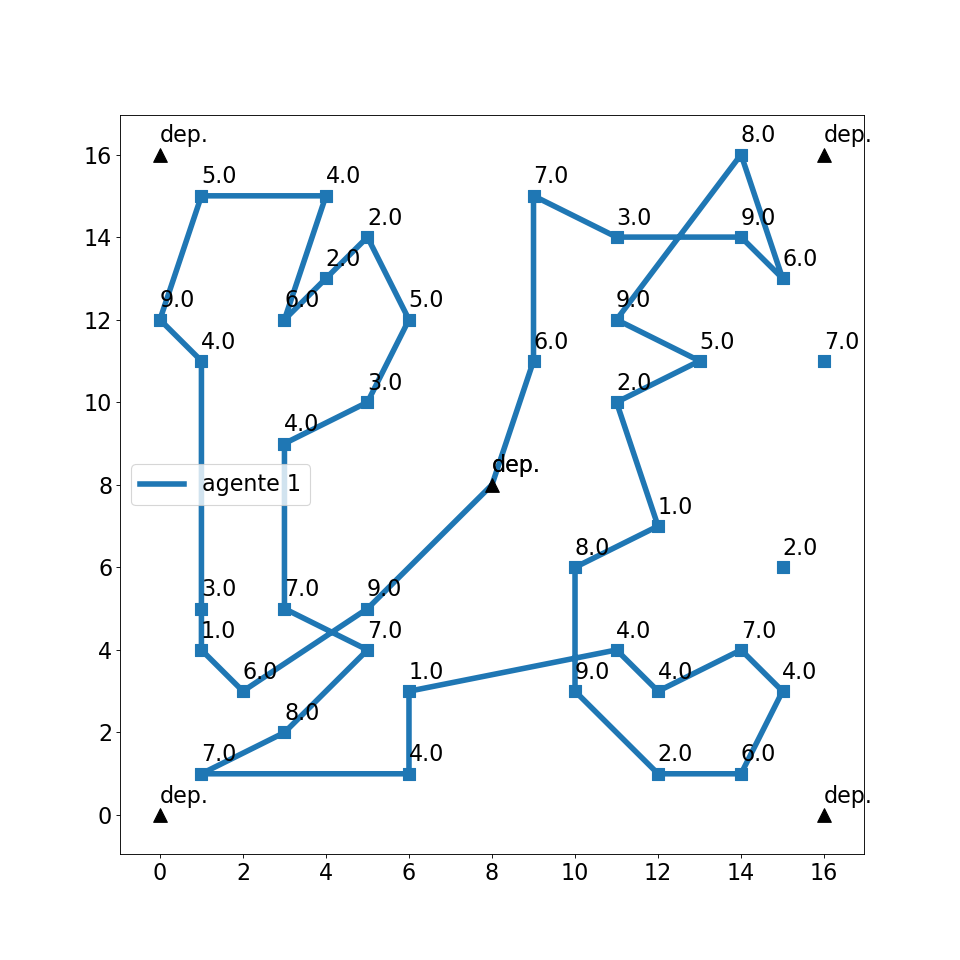 dep. 8.0 dep.
16
5.0 4.0 7.0
2.0 3.0 9.0
14
2.0 6.0
9.0 6.0 5.0 9.0
12
4.0 6.0 5.0 7.0
3.0 2.0
10
4.0
dep.
8
agente 1
1.0
8.0 2.0
6
3.0 7.0 9.0
1.0 7.0 4.0 7.0
4
6.0 1.0 9.0 4.0 4.0
8.0
2
7.0 4.0 2.0 6.0
dep. dep.
0
0 2 4 6 8 10 12 14 16